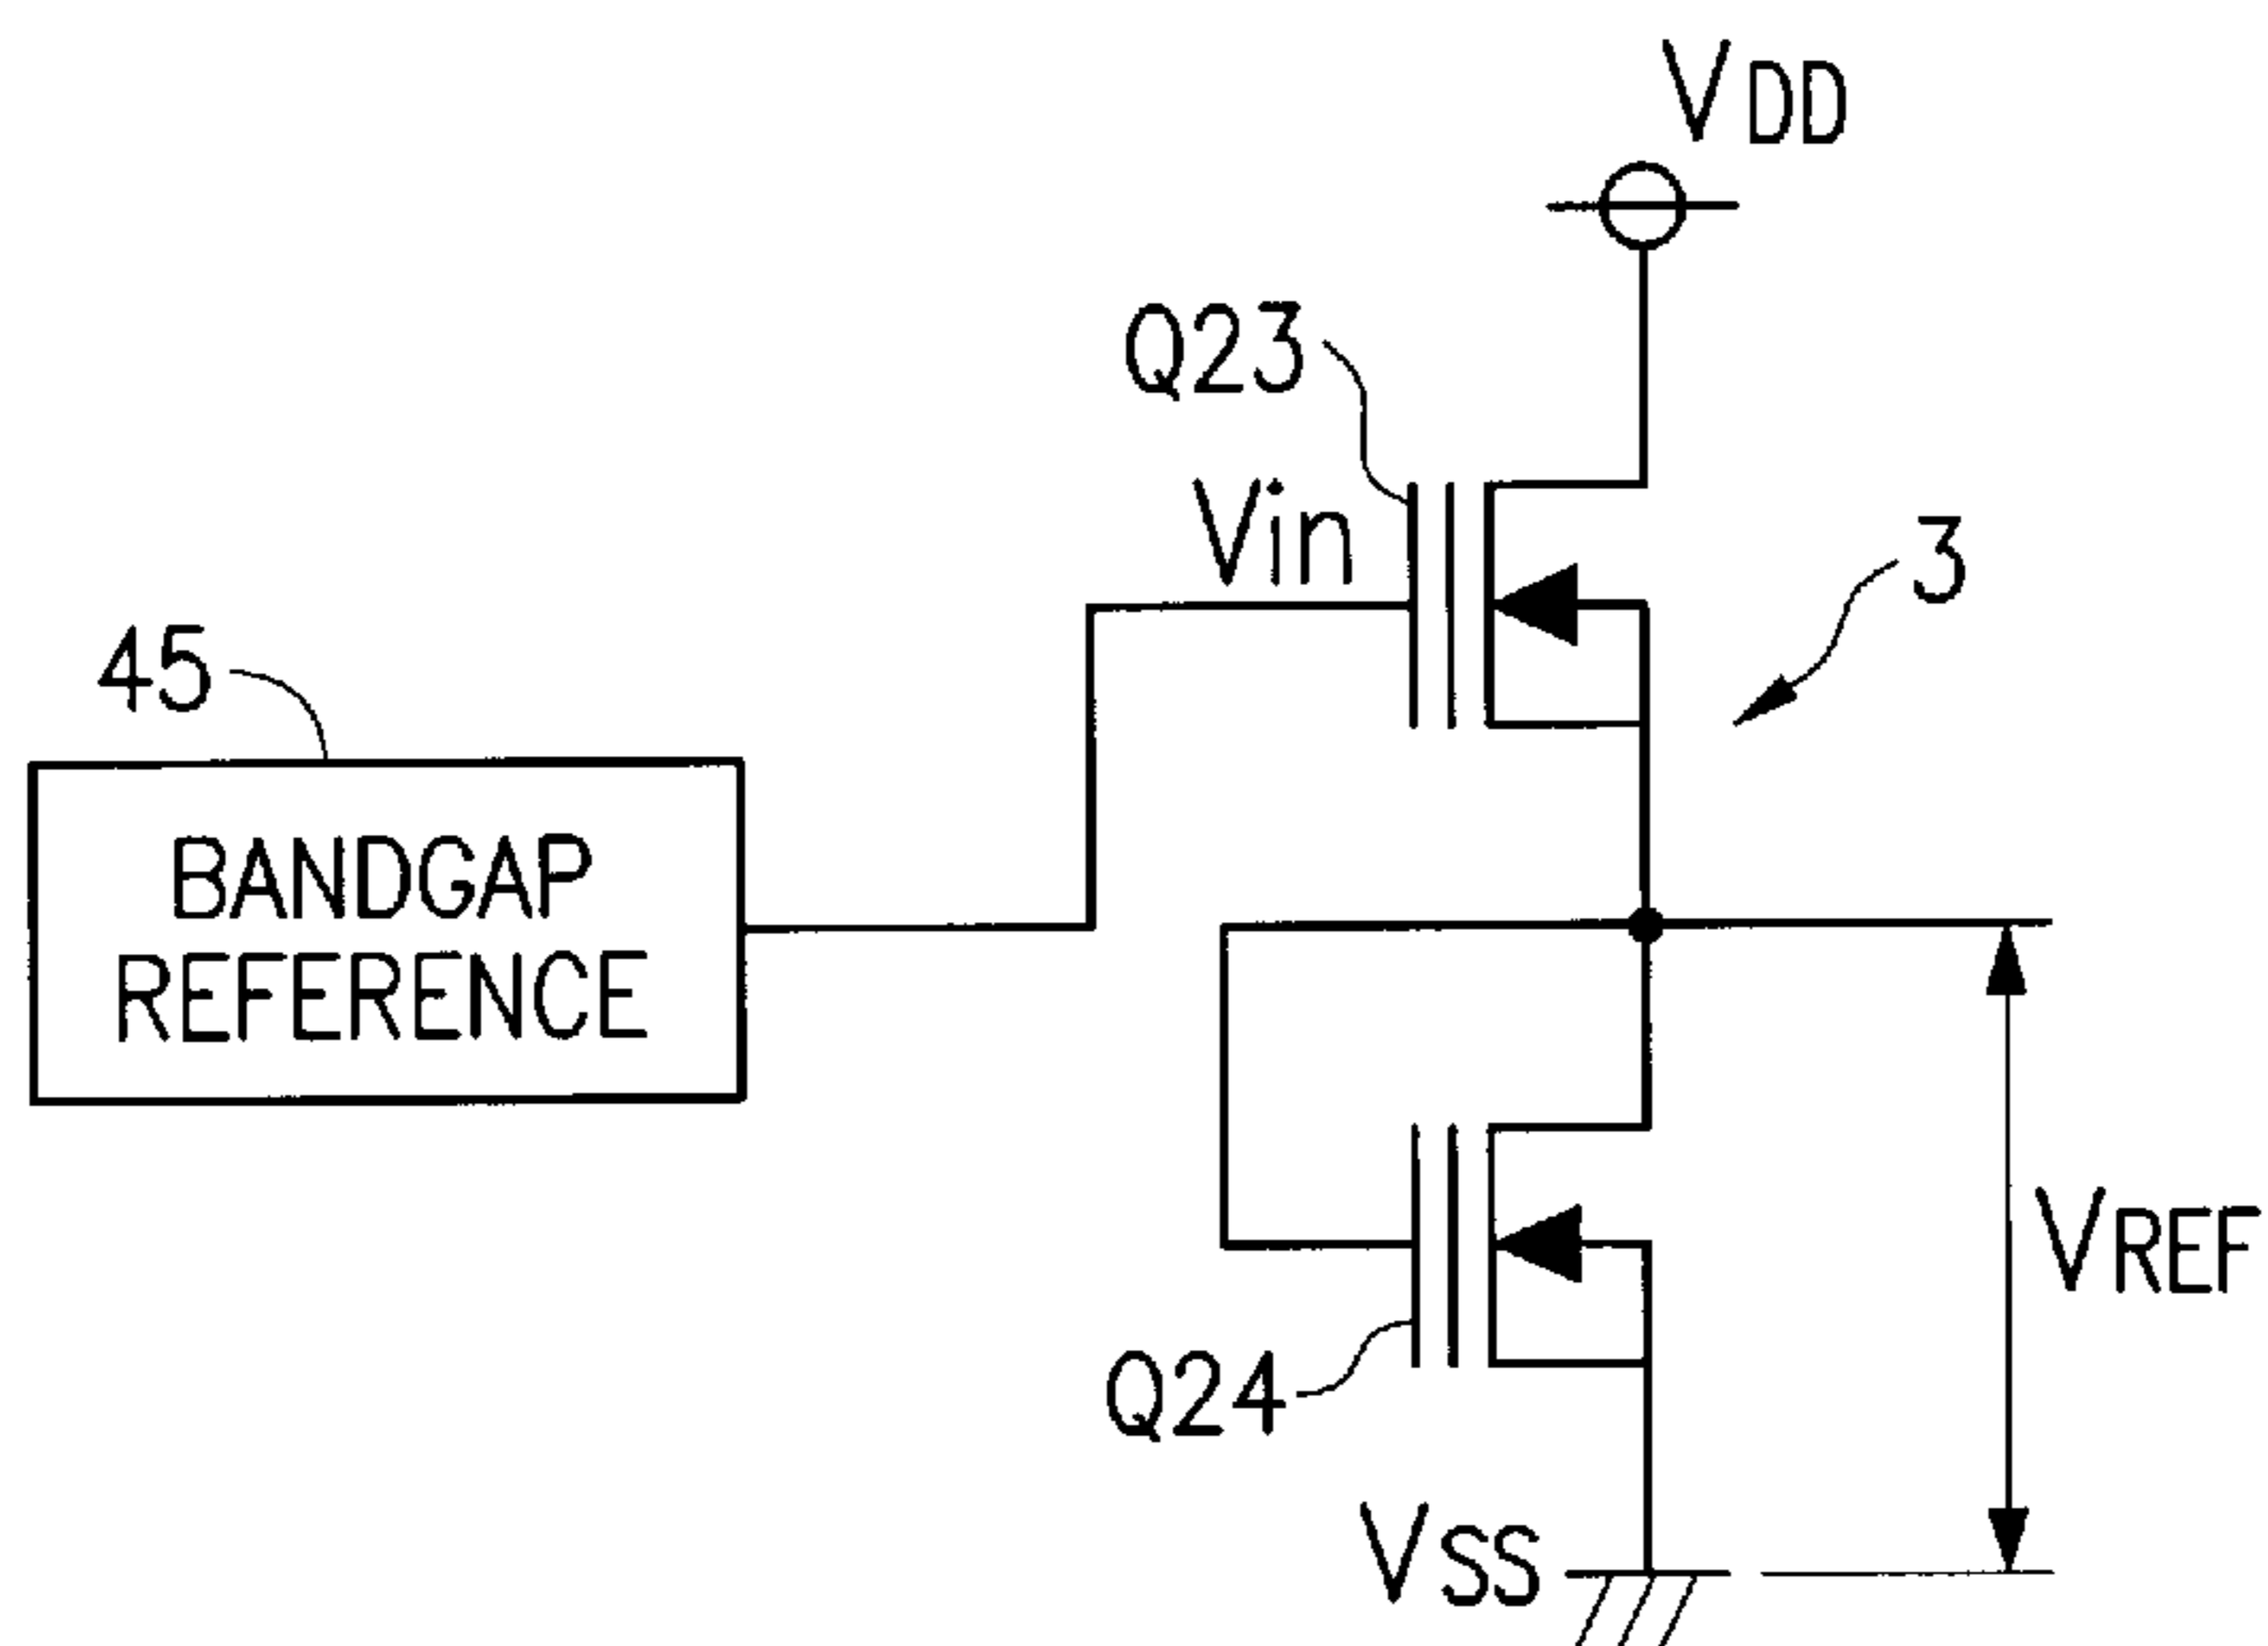 VDD
Q23
Vin
3
45
BANDGAP
REFERENCE
VREF
Q24
VSS